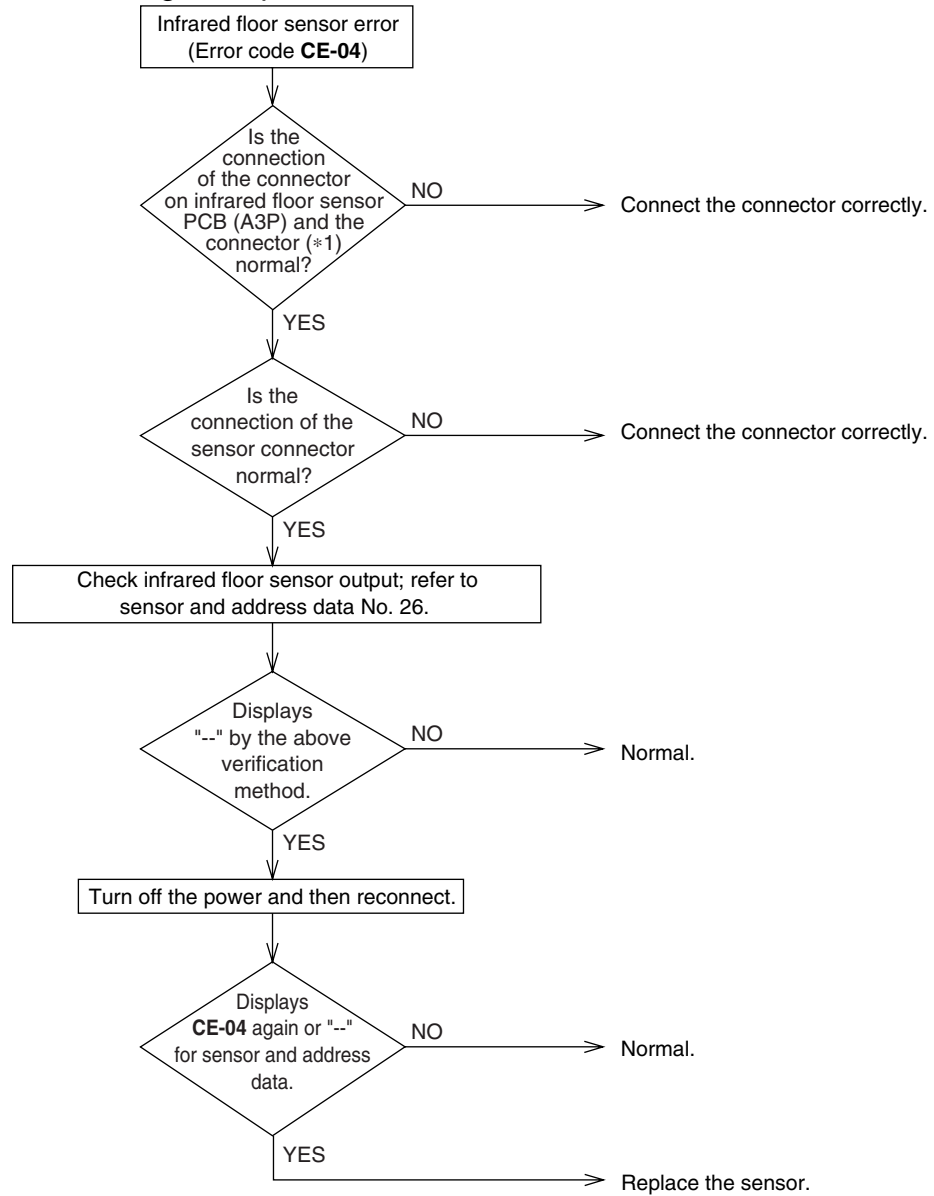 Infrared floor sensor error
(Error code CE-04)
Is the
connection
of the connector
on infrared floor sensor
PCB (A3P) and the
connector (*1)
normal?
NO
Connect the connector correctly.
YES
Is the
connection of the
sensor connector
normal?
NO
Connect the connector correctly.
YES
Check infrared floor sensor output; refer to
sensor and address data No. 26.
Displays
"--" by the above
verification
method.
NO
Normal.
YES
Turn off the power and then reconnect.
Displays
CE-04 again or "--"
for sensor and address
data.
NO
Normal.
YES
Replace the sensor.